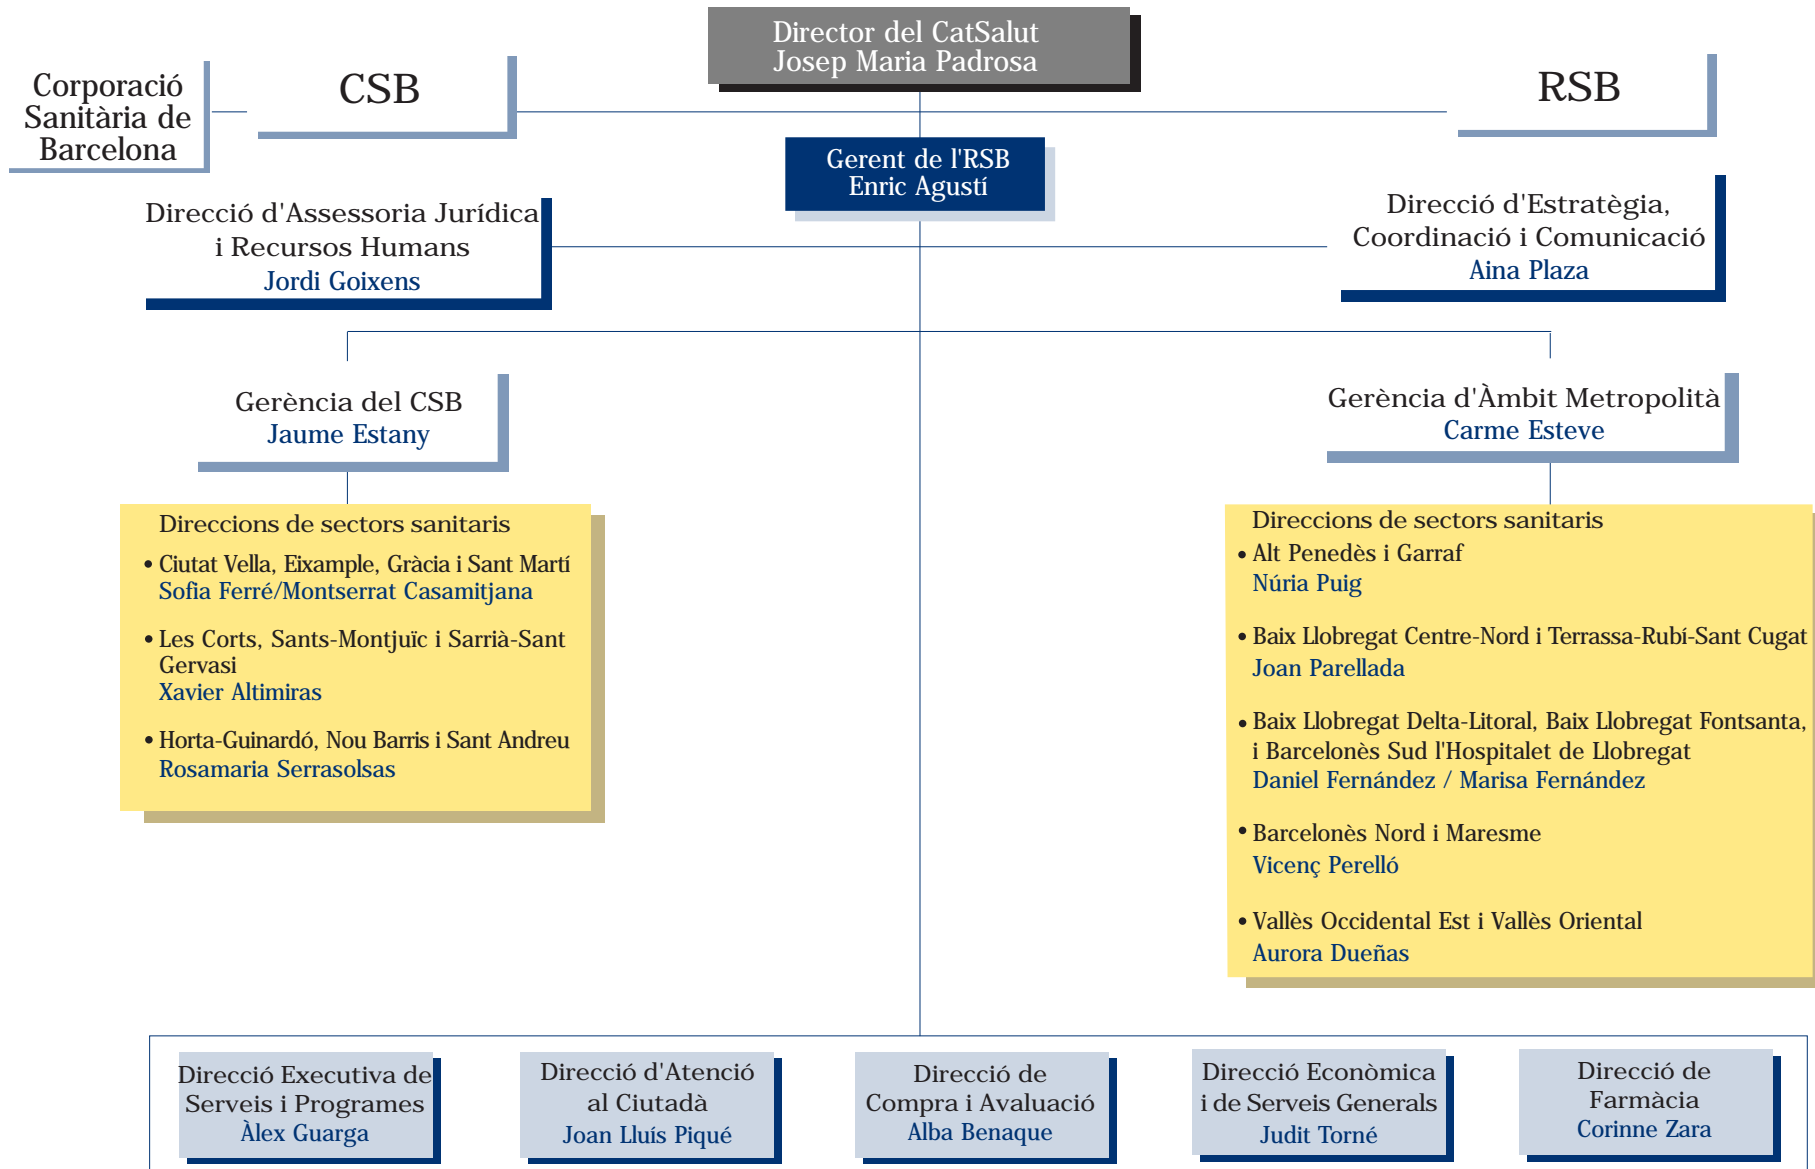 Director del CatSalut
Josep Maria Padrosa
Corporació
Sanitària de
Barcelona
CSB
RSB
Gerent de l'RSB
Enric Agustí
Direcció d'Assessoria Jurídica
i Recursos Humans
Jordi Goixens
Direcció d'Estratègia,
Coordinació i Comunicació
Aina Plaza
Gerència del CSB
Jaume Estany
Gerència d'Àmbit Metropolità
Carme Esteve
Direccions de sectors sanitaris
• Ciutat Vella, Eixample, Gràcia i Sant Martí
Sofia Ferré/Montserrat Casamitjana
• Les Corts, Sants-Montjuïc i Sarrià-Sant
Gervasi
Xavier Altimiras
• Horta-Guinardó, Nou Barris i Sant Andreu
Rosamaria Serrasolsas
Direccions de sectors sanitaris
• Alt Penedès i Garraf
Núria Puig
• Baix Llobregat Centre-Nord i Terrassa-Rubí-Sant Cugat
Joan Parellada
• Baix Llobregat Delta-Litoral, Baix Llobregat Fontsanta,
i Barcelonès Sud l'Hospitalet de Llobregat
Daniel Fernández / Marisa Fernández
• Barcelonès Nord i Maresme
Vicenç Perelló
• Vallès Occidental Est i Vallès Oriental
Aurora Dueñas
Direcció Executiva de
Serveis i Programes
Àlex Guarga
Direcció d'Atenció
al Ciutadà
Joan Lluís Piqué
Direcció de
Compra i Avaluació
Alba Benaque
Direcció Econòmica
i de Serveis Generals
Judit Torné
Direcció de
Farmàcia
Corinne Zara